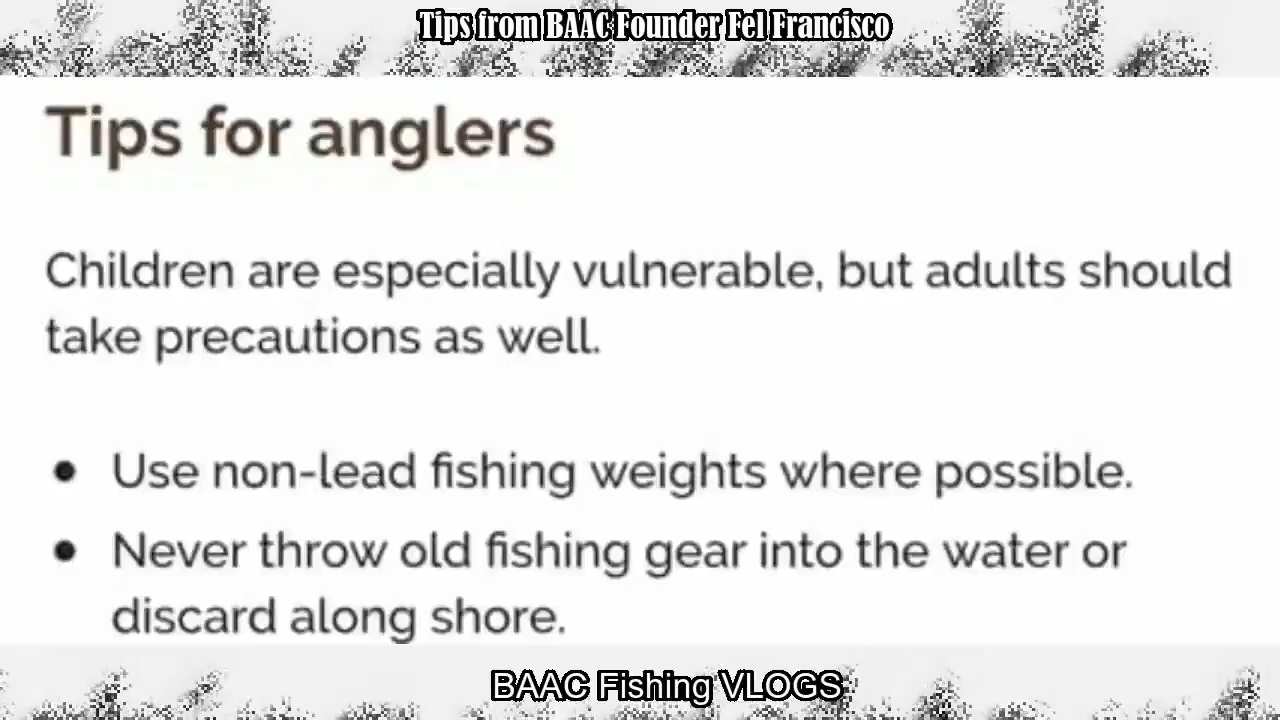 Tips from BAAC Founder Fel Francisco
Tips for anglers
Children are especially vulnerable, but adults should
take precautions as well.
• Use non-lead fishing weights where possible.
• Never throw old fishing gear into the water or
discard along shore.
BAAC Fishing VLOGS